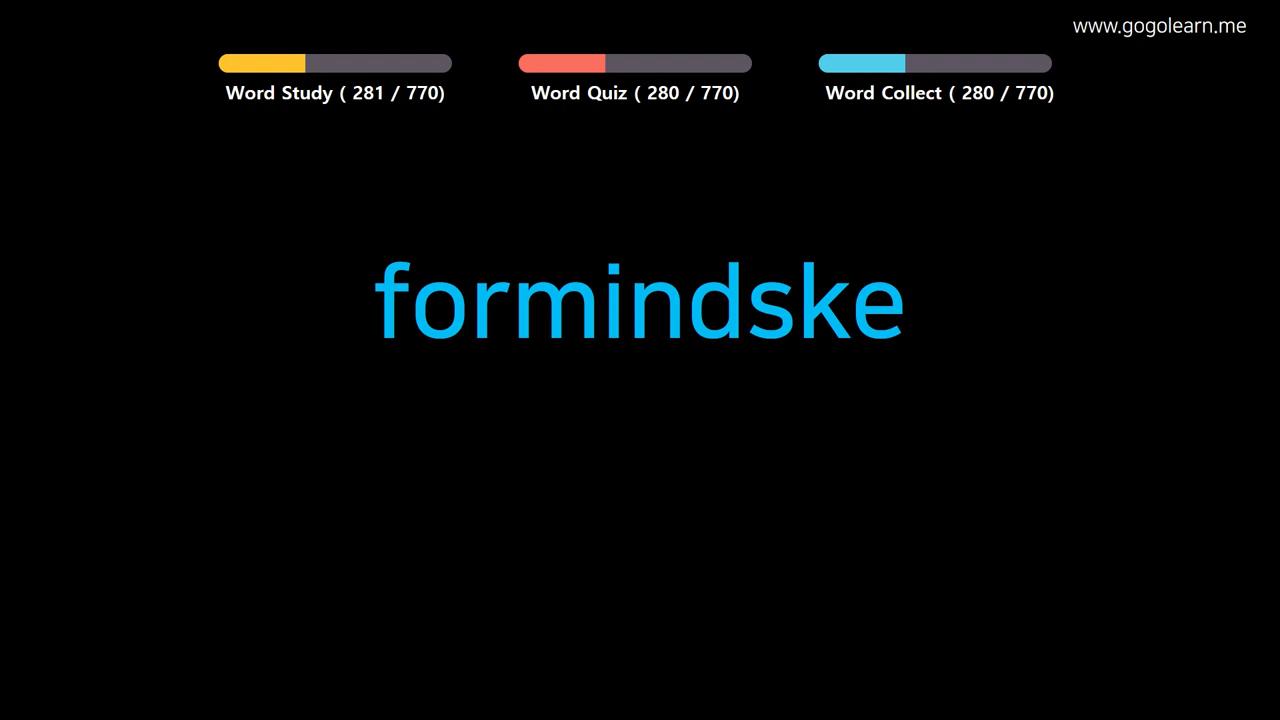 www.gogolearn.me
Word Study ( 281 / 770)
Word Quiz ( 280 / 770)
Word Collect ( 280 / 770)
formindske